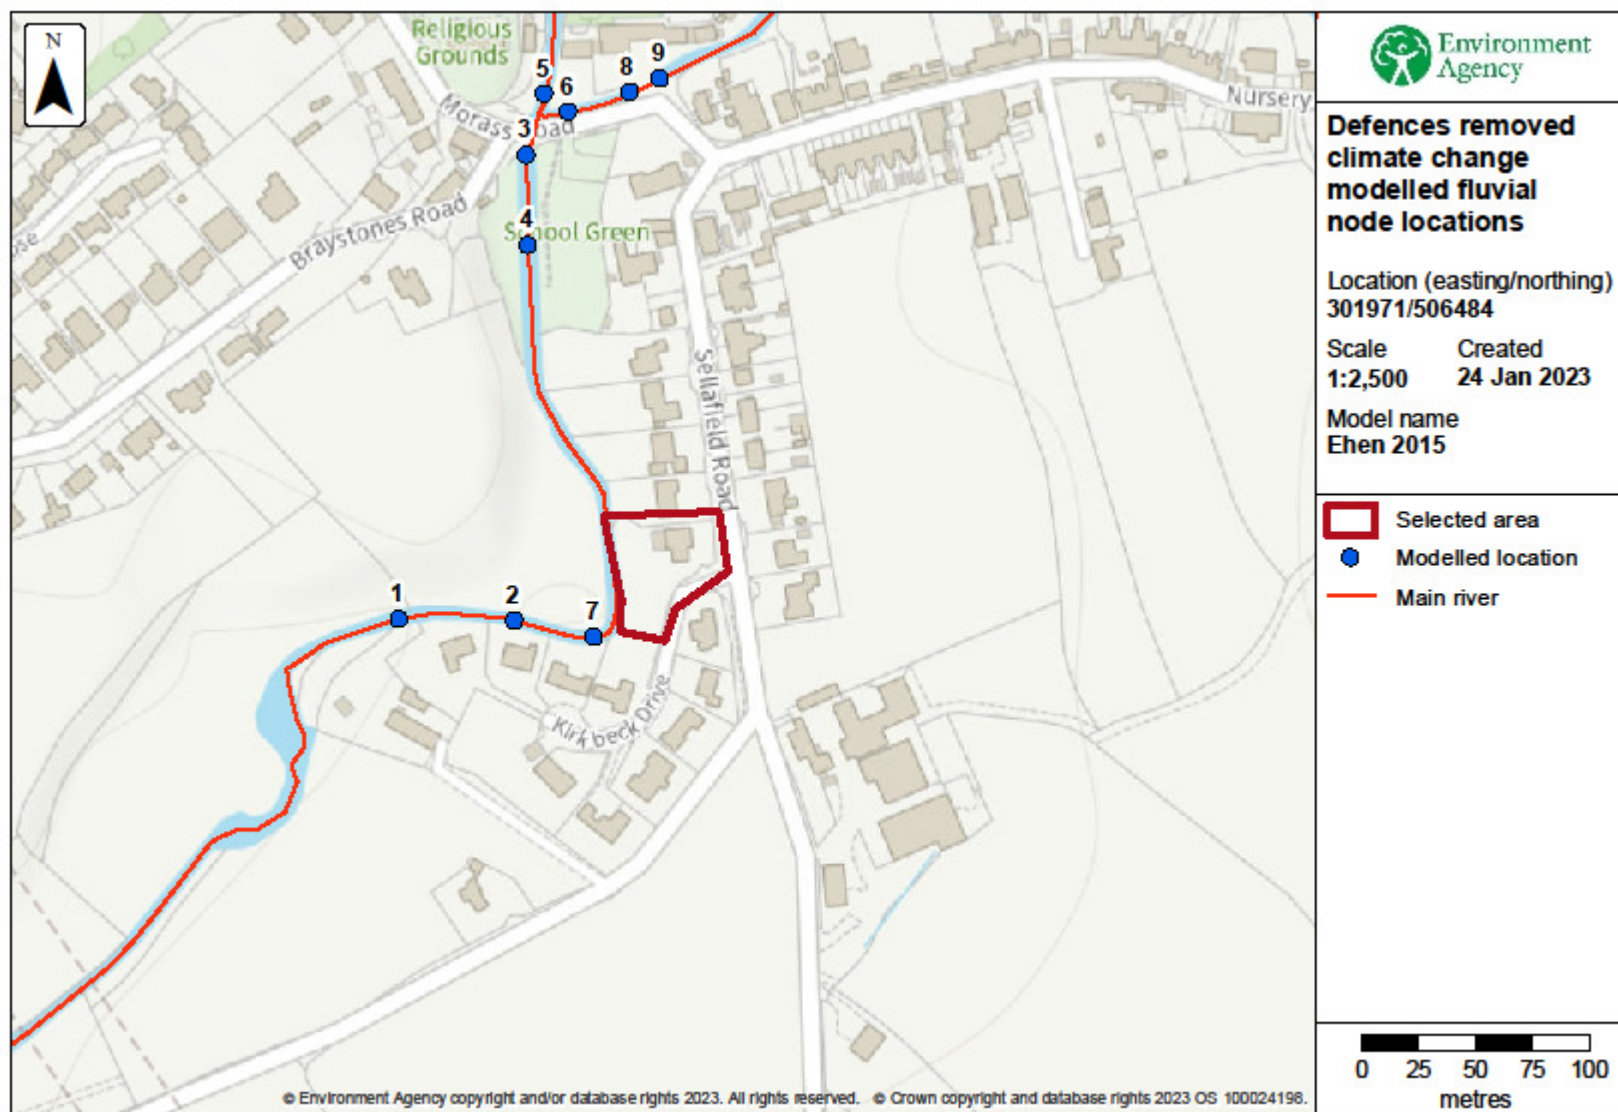 N
Religious
Grounds
5
6
8
9
Morass Road
3
Nursery
Braystones Road
4
School Green
ose
Sellafield Road
1
2
7
Kirkbeck Drive
© Environment Agency copyright and/or database rights 2023. All rights reserved. © Crown copyright and database rights 2023 OS 100024198.
Environment
Agency
Defences removed
climate change
modelled fluvial
node locations
Location (easting/northing)
301971/506484
Scale Created
1:2,500 24 Jan 2023
Model name
Ehen 2015
Selected area
Modelled location
Main river
0 25 50 75 100
metres